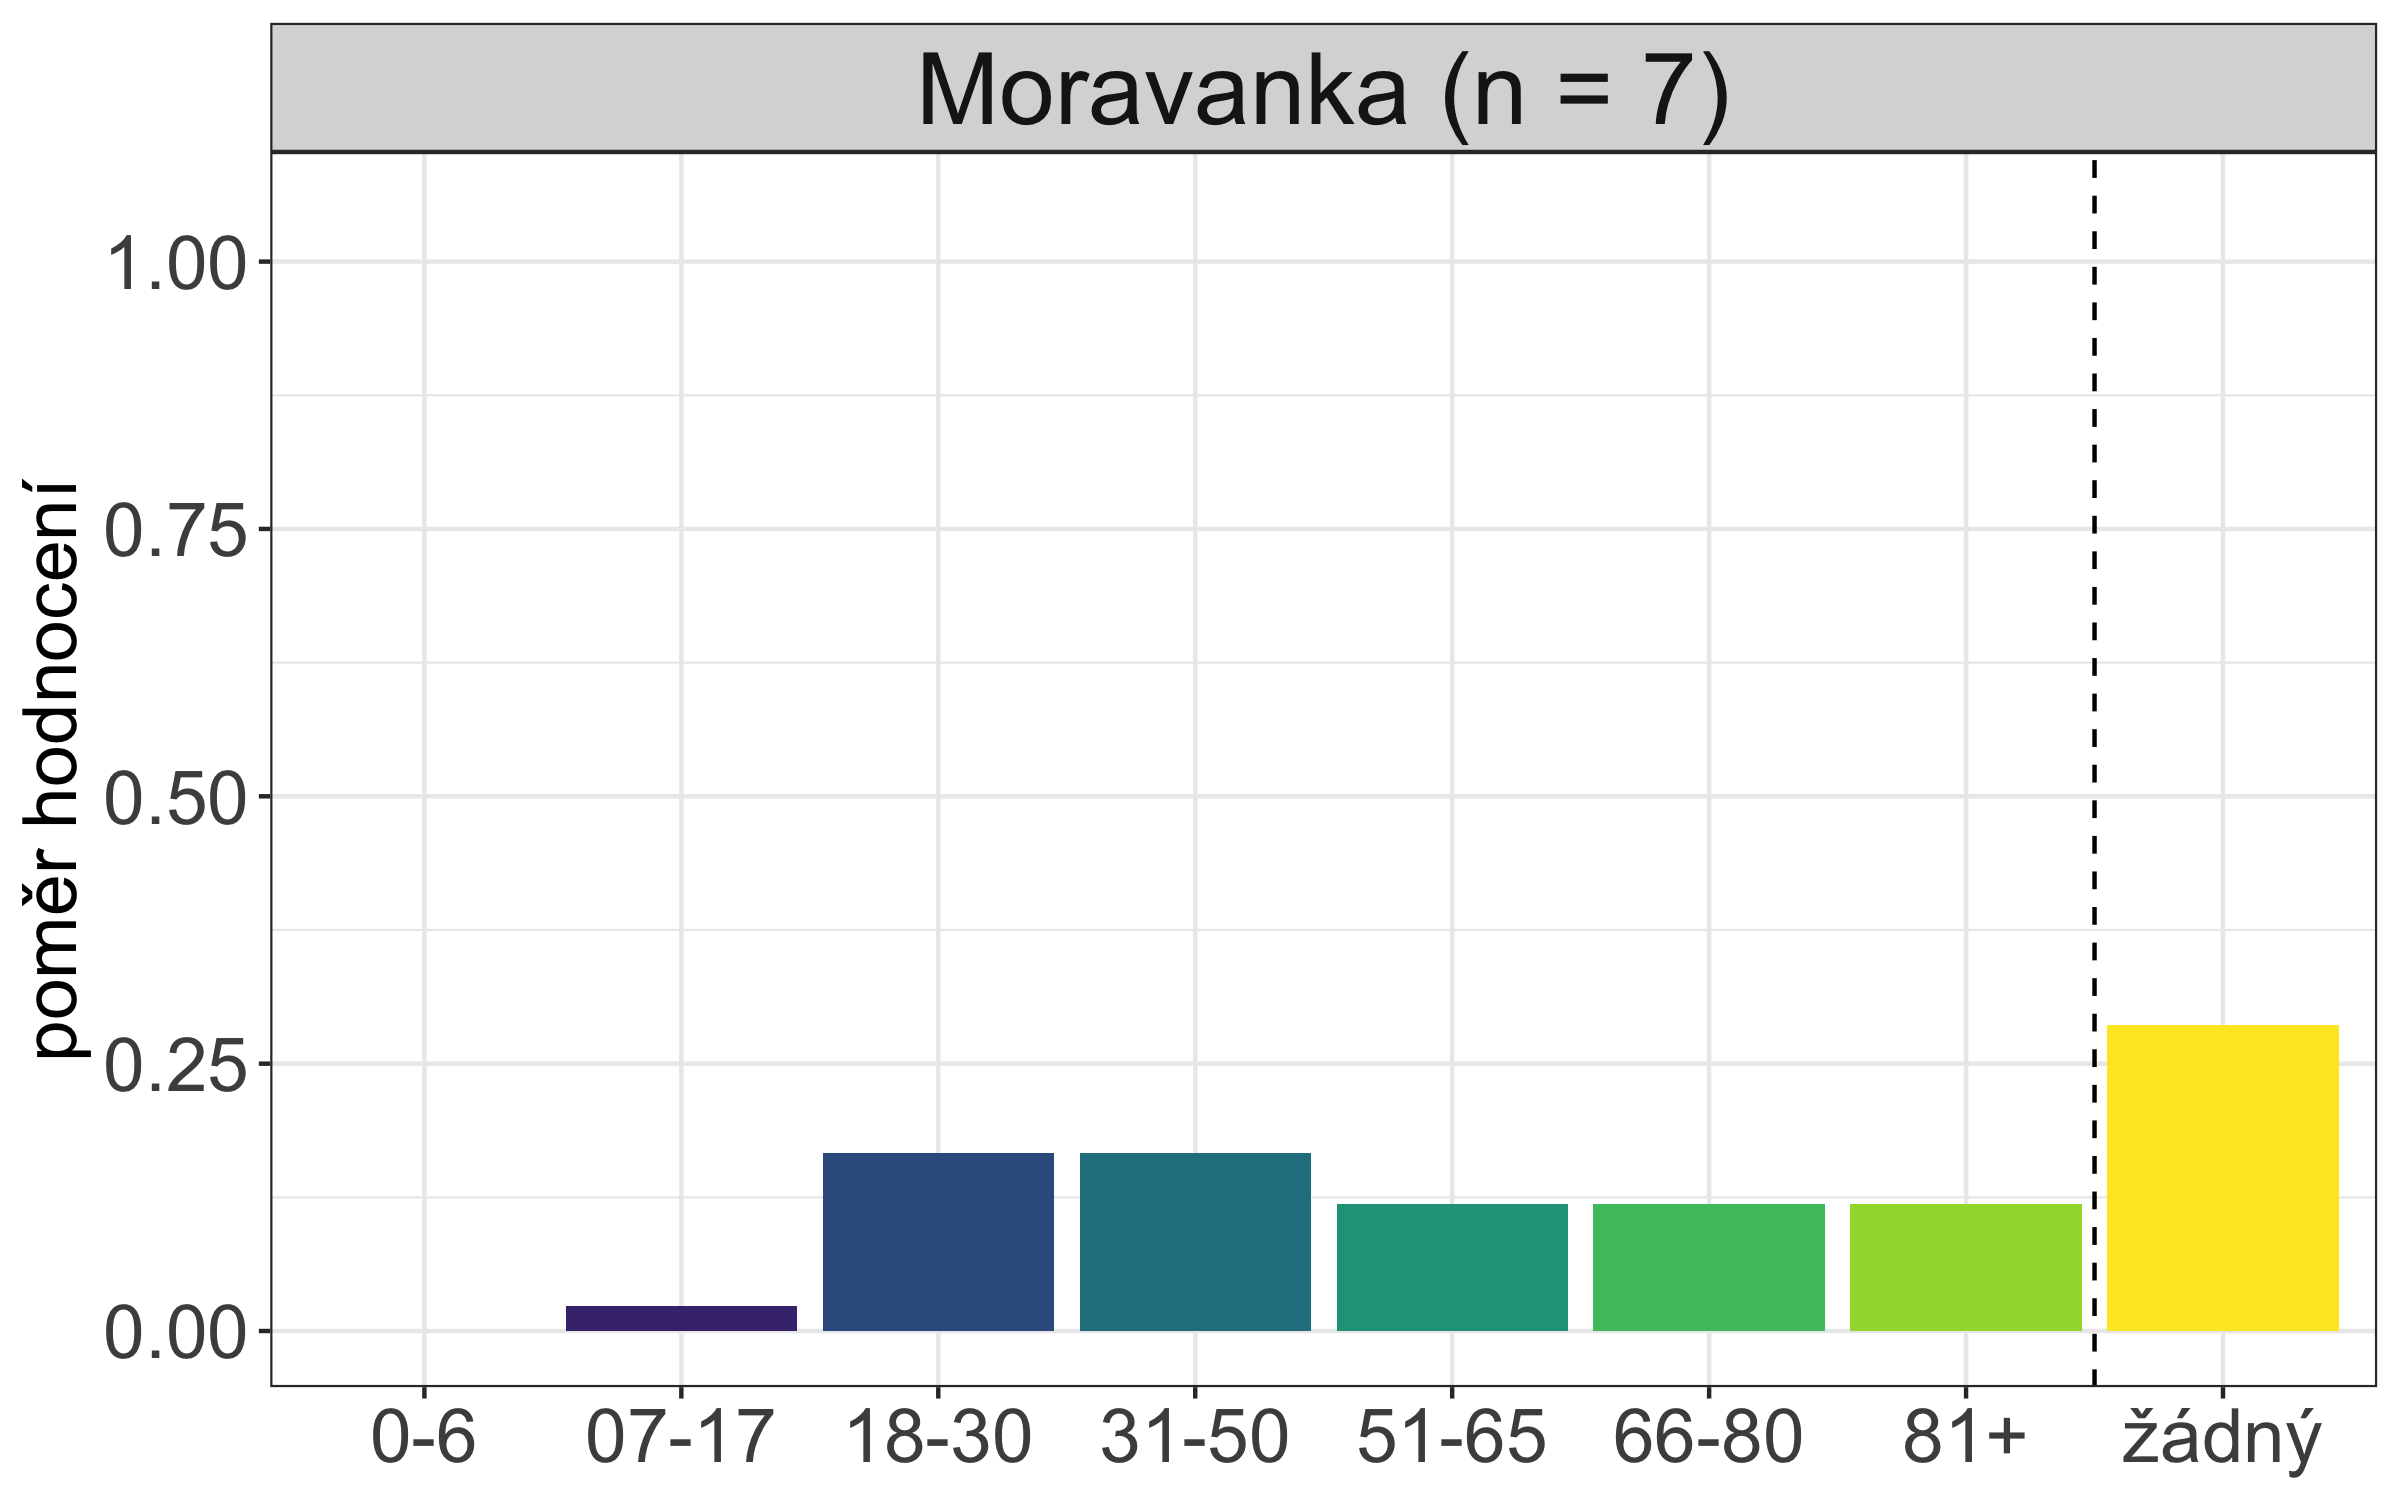 Moravanka (n = 7)
poměr hodnocení
1.00
0.75
0.50
0.25
0.00
0-6 07-17 18-30 31-50 51-65 66-80 81+ žádný